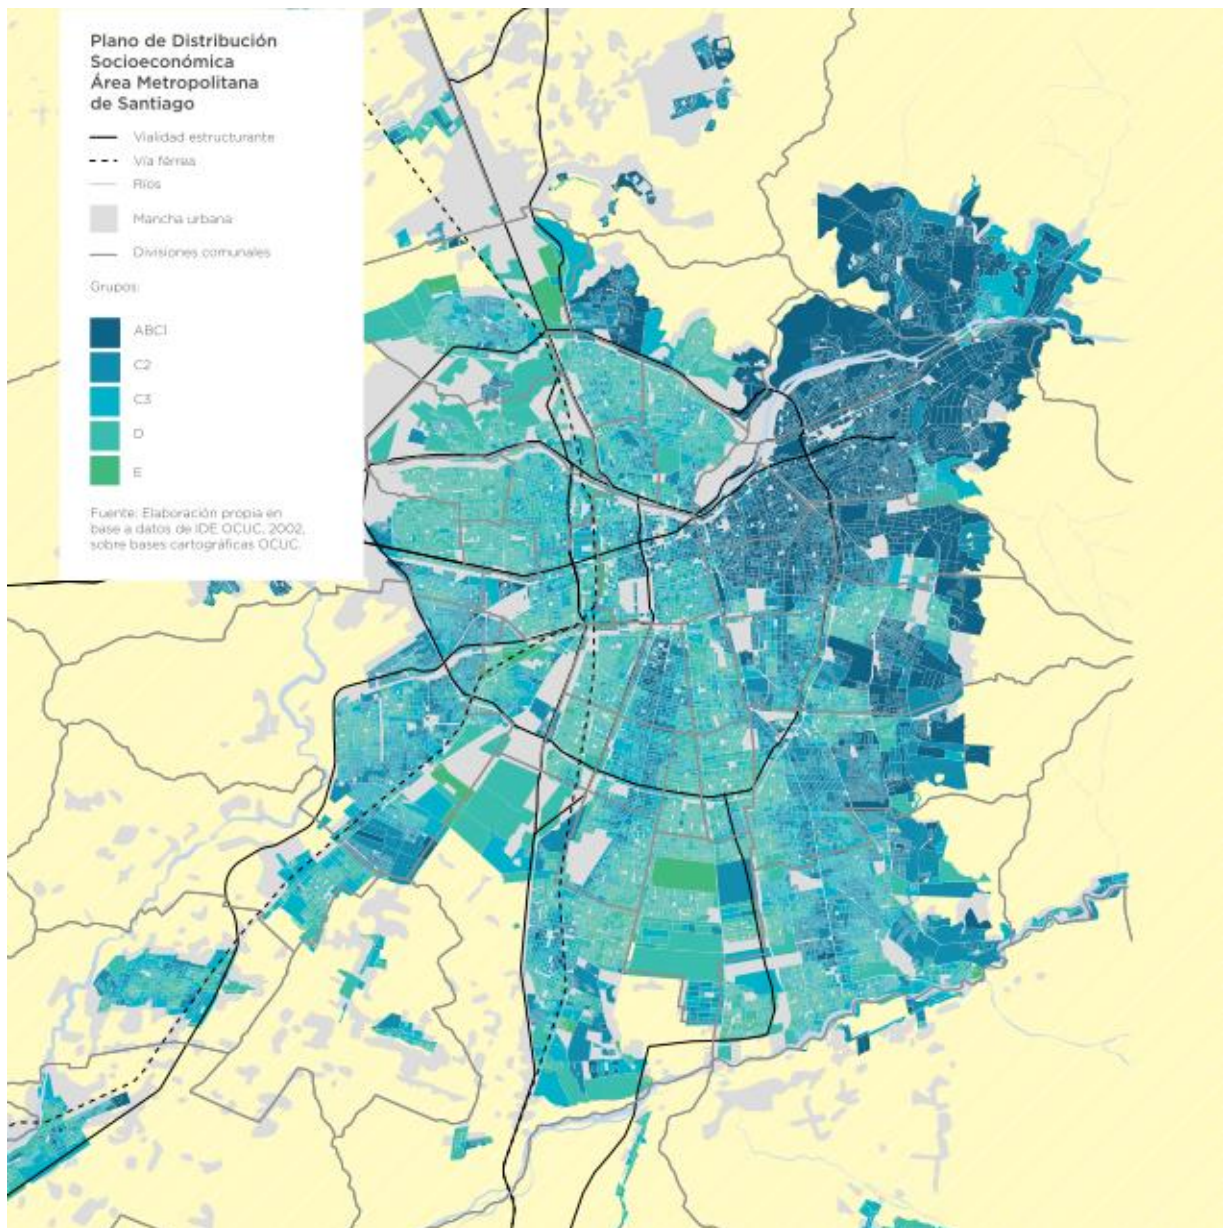 Plano de Distribución
Socioeconómica
Área Metropolitana
de Santiago
Vialidad estructurante
Vía férrea
Ríos
Mancha urbana
Divisiones comunales
Grupos:
ABC1
C2
C3
D
E
Fuente: Elaboración propia en
base a datos de IDE OCUC, 2002,
sobre bases cartográficas OCUC.